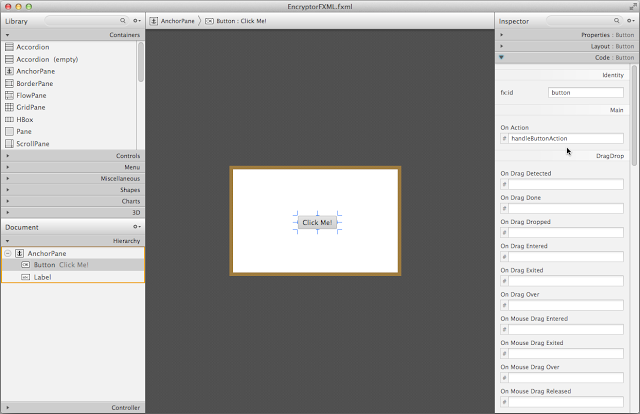 EncryptorFXML.fxml
Library
Containers
Accordion
Accordion (empty)
AnchorPane
BorderPane
FlowPane
GridPane
HBox
Pane
ScrollPane
Controls
Menu
Miscellaneous
Shapes
Charts
3D
Document
Hierarchy
AnchorPane
Button Click Me!
Label
Controller
AnchorPane
Button : Click Me!
Click Me!
Inspector
Properties : Button
Layout : Button
Code : Button
Identity
fx:id
button
Main
On Action
# handleButtonAction
DragDrop
On Drag Detected
#
On Drag Done
#
On Drag Dropped
#
On Drag Entered
#
On Drag Exited
#
On Drag Over
#
On Mouse Drag Entered
#
On Mouse Drag Exited
#
On Mouse Drag Over
#
On Mouse Drag Released
#